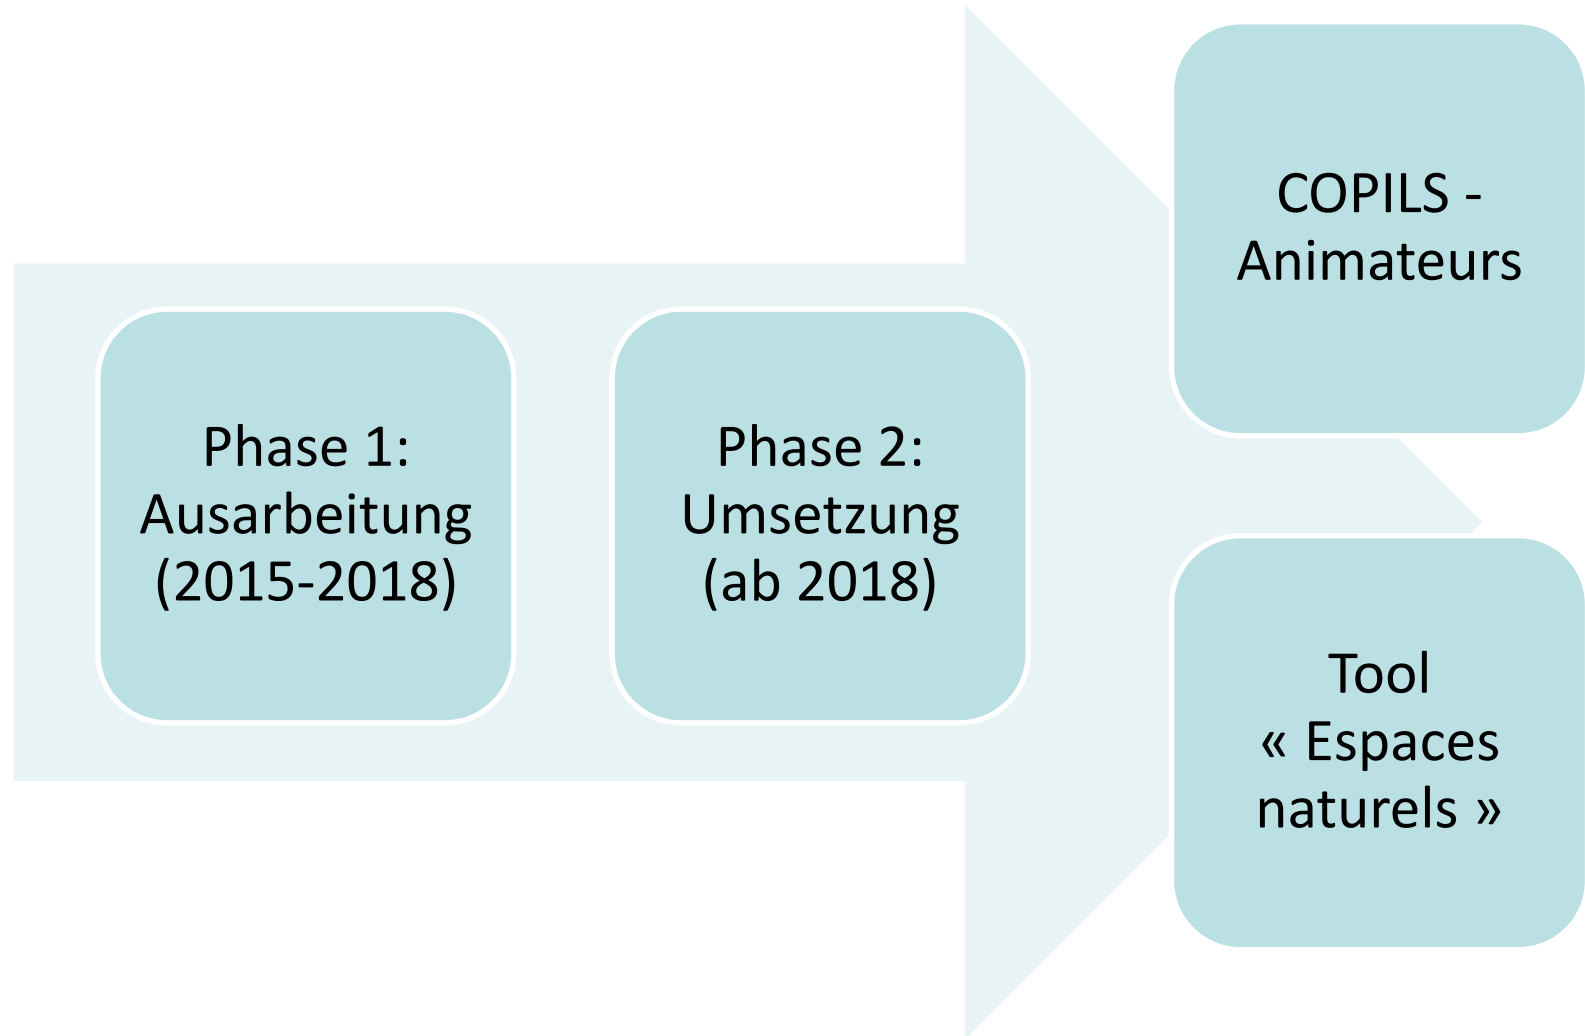 Phase 1:
Ausarbeitung
(2015-2018)
Phase 2:
Umsetzung
(ab 2018)
COPILS -
Animateurs
Tool
« Espaces
naturels »